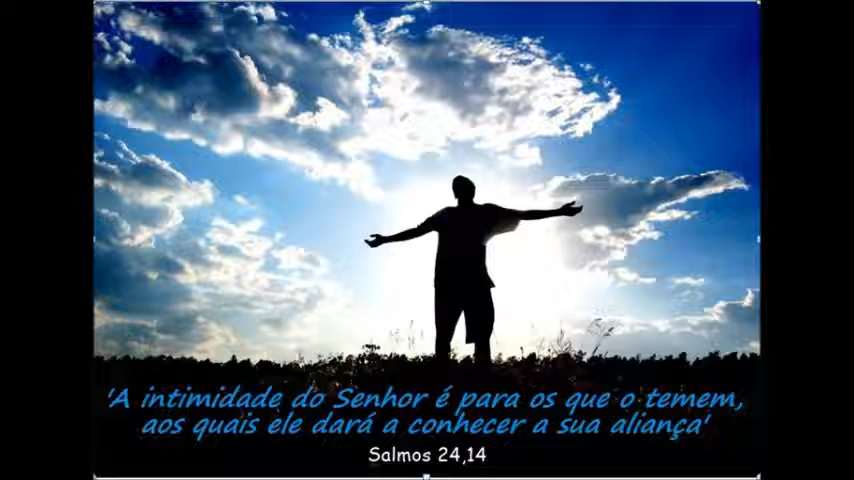 'A intimidade do Senhor é para os que o temem,
aos quais ele dará a conhecer a sua aliança'
Salmos 24,14